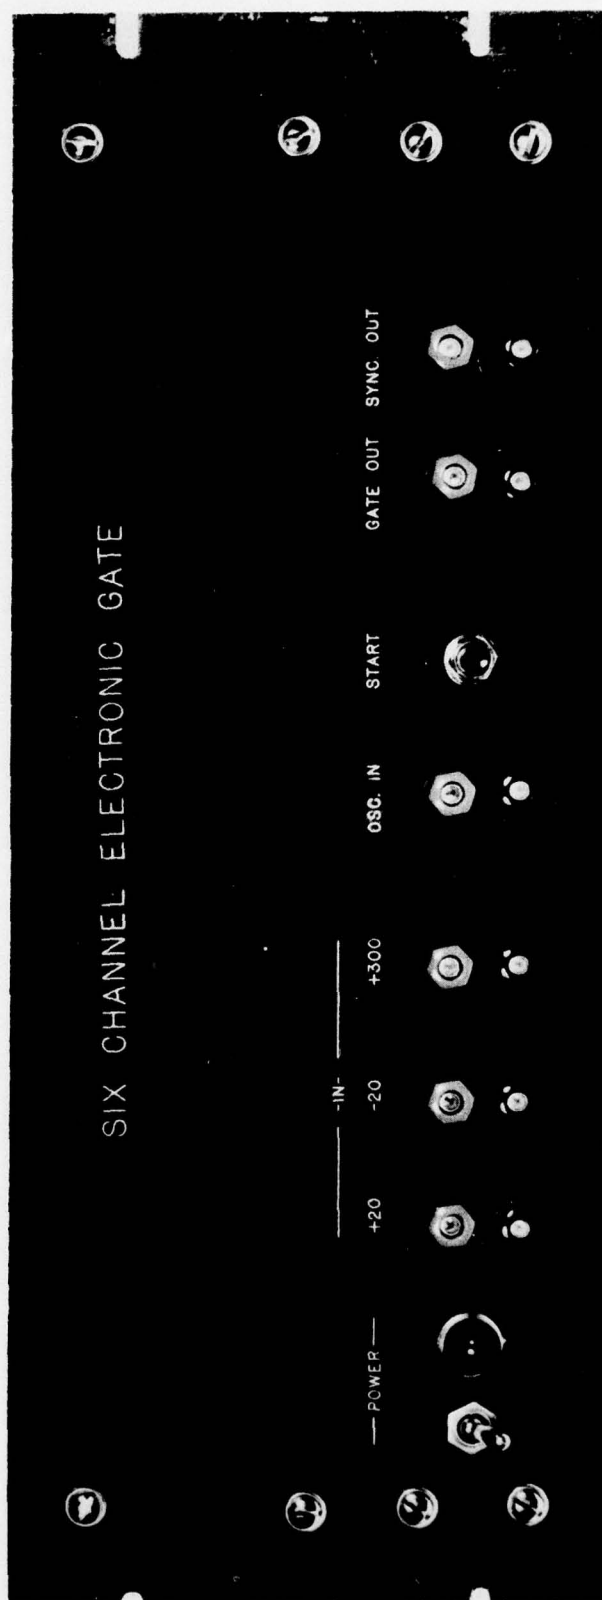 SIX CHANNEL ELECTRONIC GATE
-IN-
POWER
+20
-20
+300
OSC. IN
START
GATE OUT
SYNC. OUT